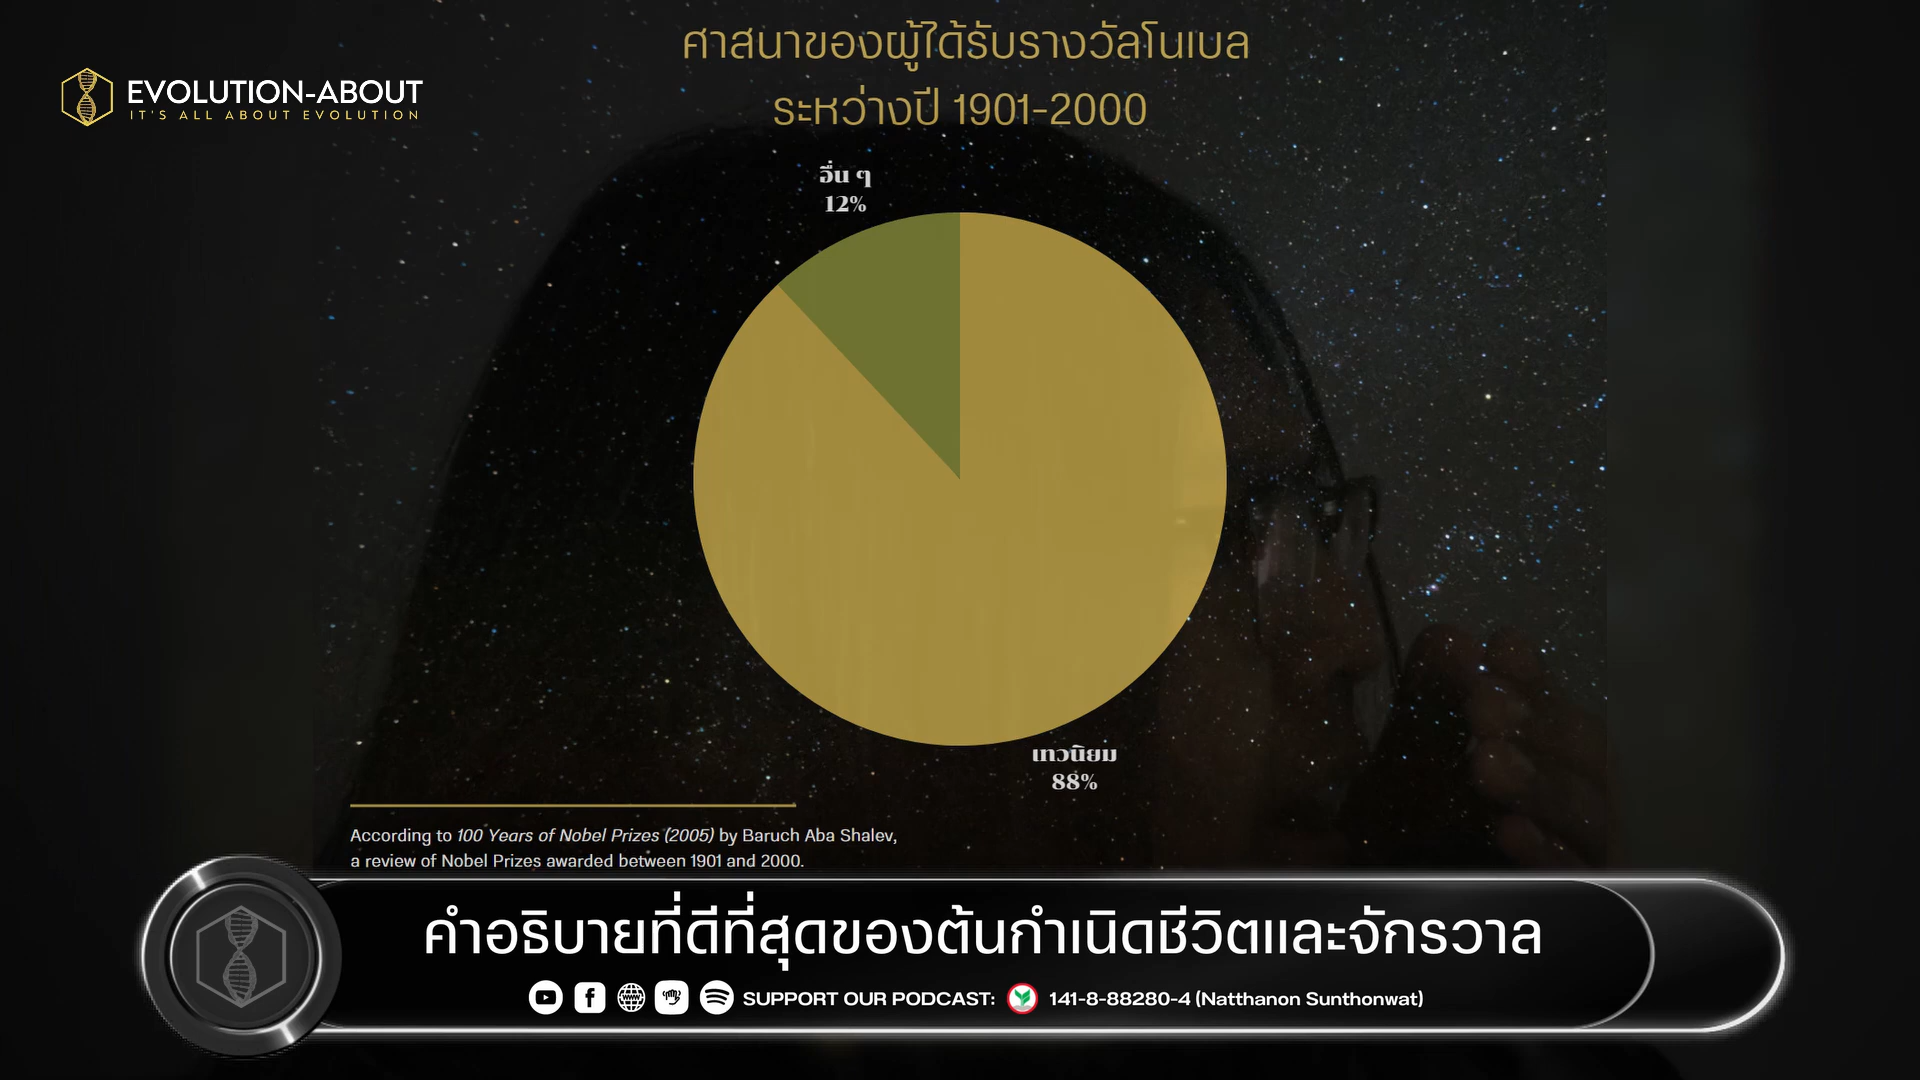 ศาสนาของผู้ได้รับรางวัลโนเบล
ระหว่างปี 1901-2000
EVOLUTION-ABOUT
IT'S ALL ABOUT EVOLUTION
อื่น ๆ
12%
เทวนิยม
88%
According to 100 Years of Nobel Prizes (2005) by Baruch Aba Shalev,
a review of Nobel Prizes awarded between 1901 and 2000.
คำอธิบายที่ดีที่สุดของต้นกำเนิดชีวิตและจักรวาล
SUPPORT OUR PODCAST: 141-8-88280-4 (Natthanon Sunthonwat)